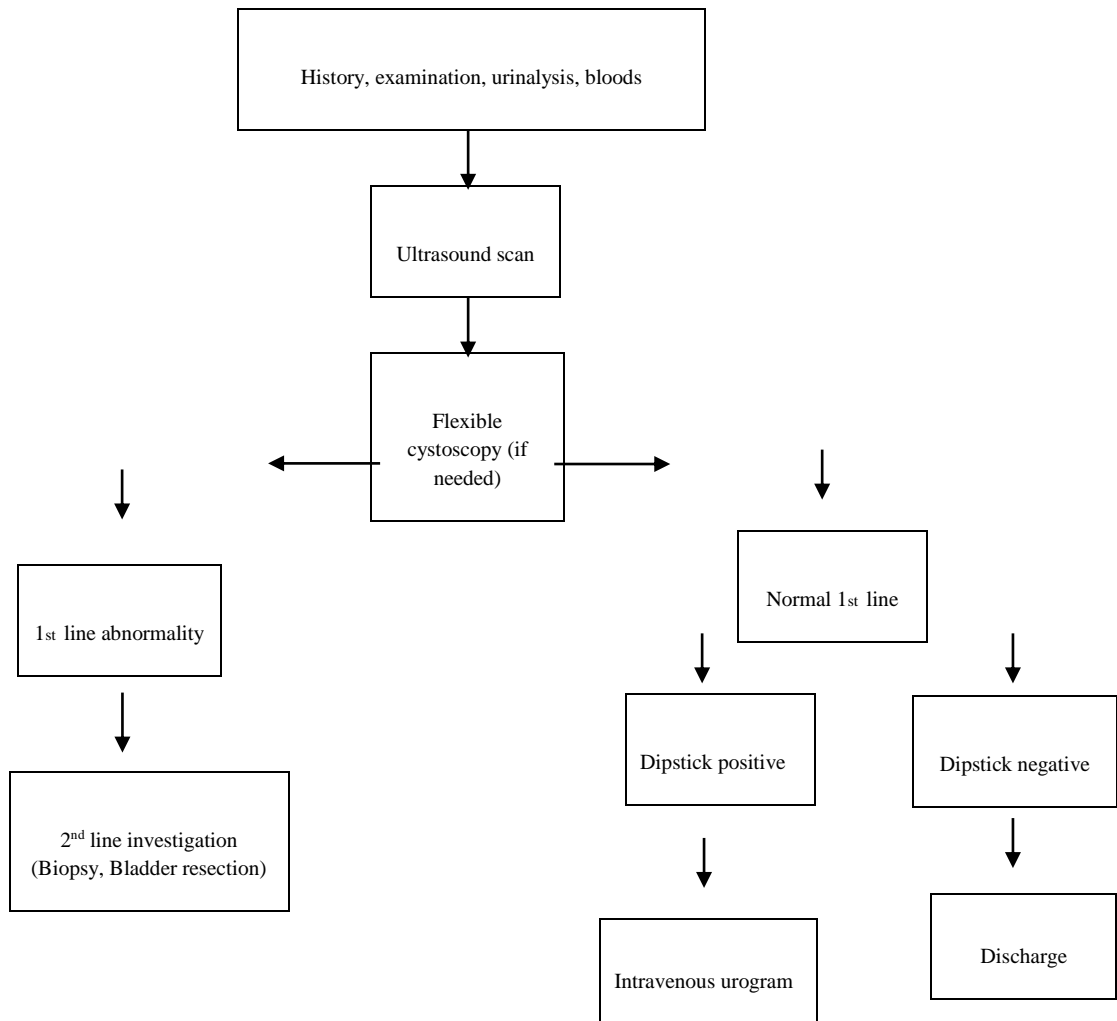 History, examination, urinalysis, bloods
Ultrasound scan
Flexible
cystoscopy (if
needed)
Normal 1st line
1st line abnormality
Dipstick positive
Dipstick negative
2nd line investigation
(Biopsy, Bladder resection)
Discharge
Intravenous urogram